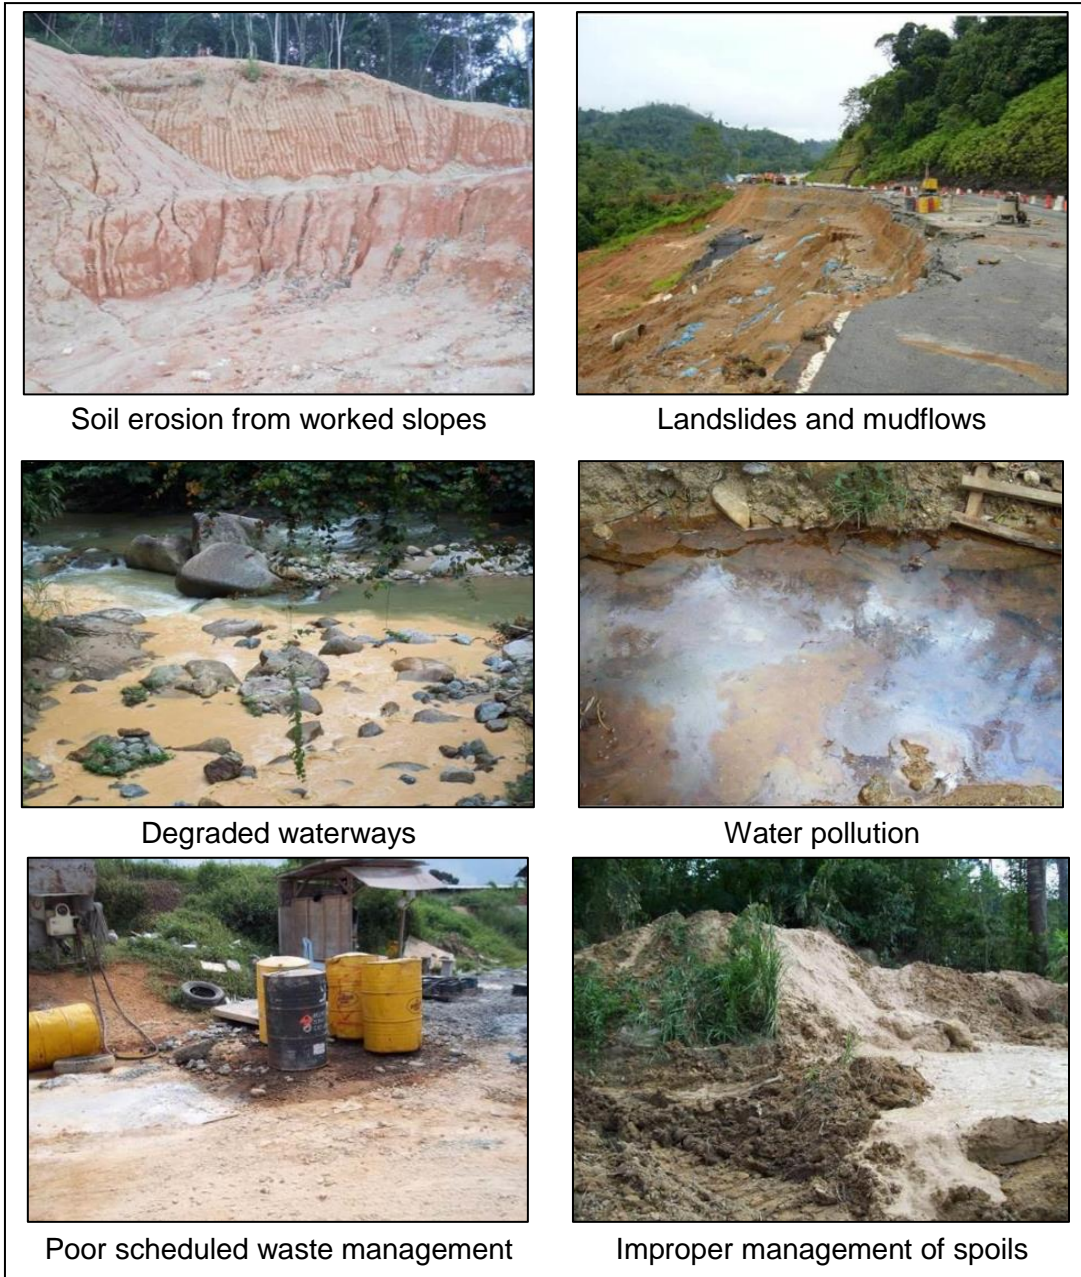 Soil erosion from worked slopes
Landslides and mudflows
Degraded waterways
Water pollution
Poor scheduled waste management
Improper management of spoils